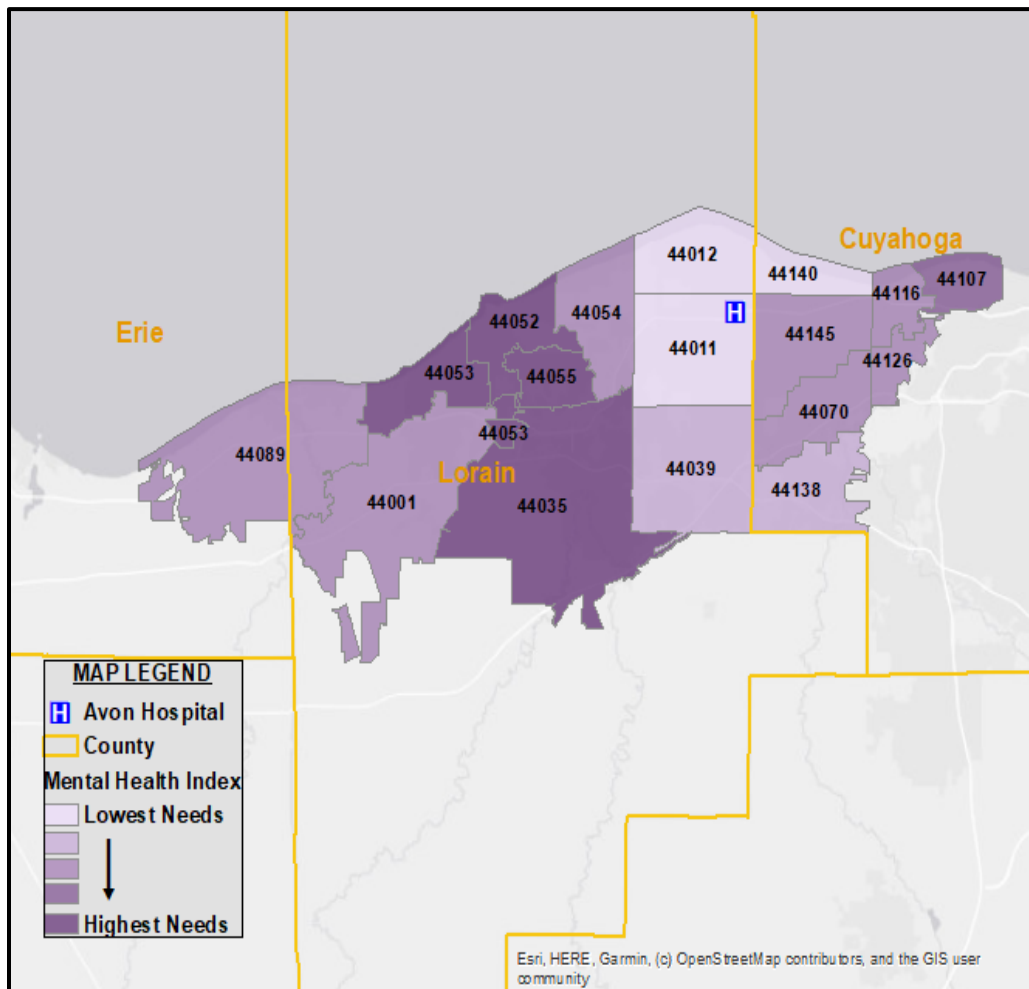 Cuyahoga
44012
44140
44107
44116
Erie
44052
44054
44145
44011
44126
44053
44055
44070
44053
44089
Lorain
44039
44138
44001
44035
MAP LEGEND
H Avon Hospital
County
Mental Health Index
Lowest Needs
Highest Needs
H
Esri, HERE, Garmin, (c) OpenStreetMap contributors, and the GIS user
community